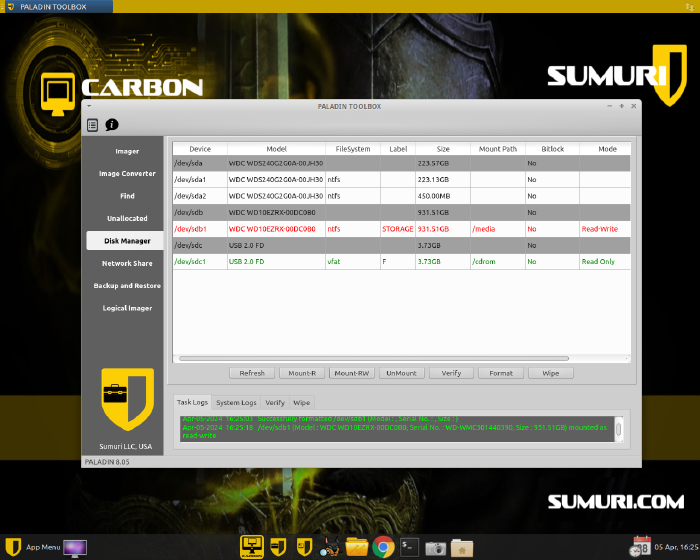 PALADIN TOOLBOX
CARBON
SUMURI
PALADIN TOOLBOX
Imager
Image Converter
Find
Unallocated
Disk Manager
Network Share
Backup and Restore
Logical Imager
Sumuri LLC, USA
Device Model FileSystem Label Size Mount Path Bitlock Mode
/dev/sda WDC WDS240G2G0A-00JH30 223.57GB No
/dev/sda1 WDC WDS240G2G0A-00JH30 ntfs 223.13GB No
/dev/sda2 WDC WDS240G2G0A-00JH30 ntfs 450.00MB No
/dev/sdb WDC WD10EZRX-00DC0B0 931.51GB No
/dev/sdb1 WDC WD10EZRX-00DC0B0 ntfs STORAGE 931.51GB /media No Read-Write
/dev/sdc USB 2.0 FD 3.73GB No
/dev/sdc1 USB 2.0 FD vfat F 3.73GB /cdrom No Read Only
Refresh Mount-R Mount-RW UnMount Verify Format Wipe
Task Logs System Logs Verify Wipe
Apr-05-2024 16:25:03 Successfully formatted /dev/sdb1 (Model : , Serial No. : , Size :)
Apr-05-2024 16:25:18 /dev/sdb1 (Model : WDC WD10EZRX-00DC0B0, Serial No. : WD-WMC301440390, Size : 931.51GB) mounted as
read-write
PALADIN 8.05
SUMURI.COM
App Menu CARBON 05 Apr, 16:25